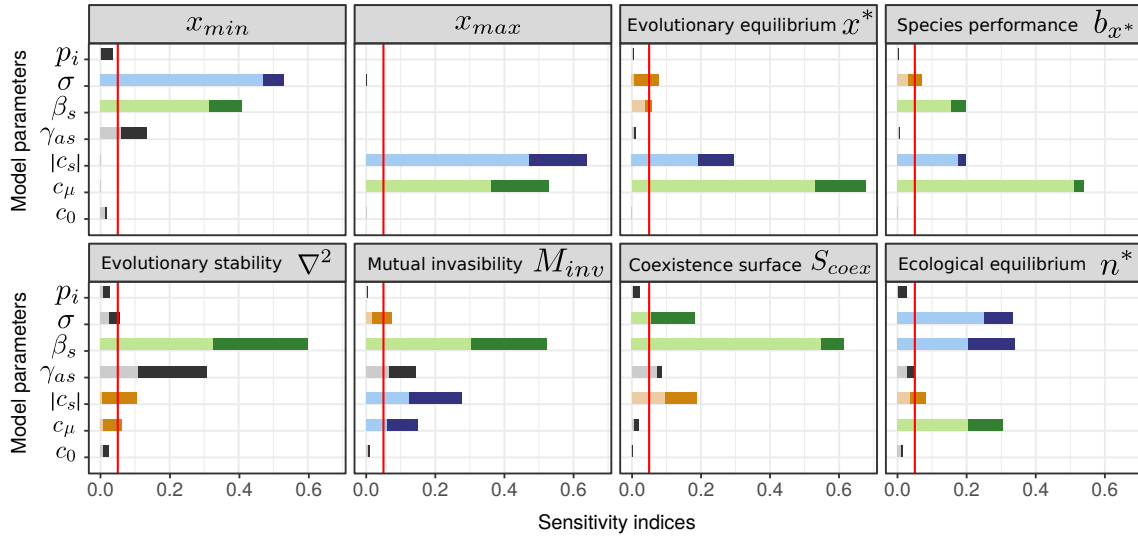 x_min x_max Evolutionary equilibrium x* Species performance b_x*
Model parameters
p_i
σ
β_s
γ_as
|c_s|
c_μ
c_0
Evolutionary stability ∇² Mutual invasibility M_inv Coexistence surface S_coex Ecological equilibrium n*
Model parameters
p_i
σ
β_s
γ_as
|c_s|
c_μ
c_0
0.0 0.2 0.4 0.6 0.0 0.2 0.4 0.6 0.0 0.2 0.4 0.6 0.0 0.2 0.4 0.6
Sensitivity indices